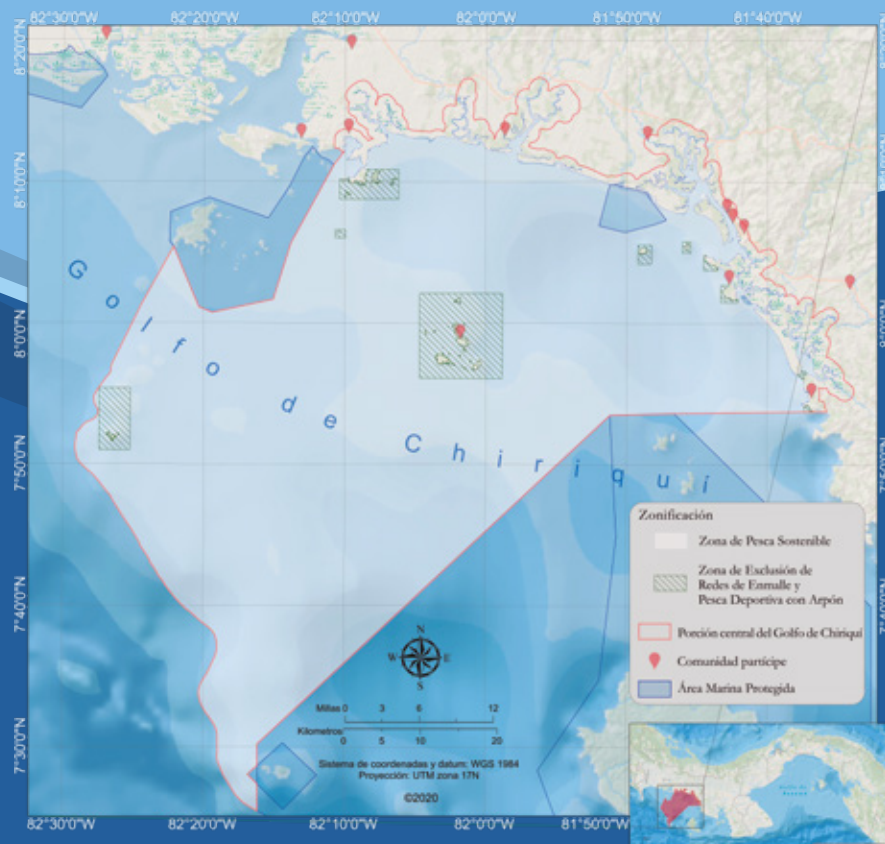 82°30'0"W 82°20'0"W 82°10'0"W 82°0'0"W 81°50'0"W 81°40'0"W
8°20'0"N
8°10'0"N
8°0'0"N
7°50'0"N
7°40'0"N
7°30'0"N
Golfo de Chiriquí
Zonificación
Zona de Pesca Sostenible
Zona de Exclusión de
Redes de Enmalle y
Pesca Deportiva con Arpón
Porción central del Golfo de Chiriquí
Comunidad partícipe
Área Marina Protegida
N
W E
S
Millas 0 3 6 12
Kilometros
0 5 10 20
Sistema de coordenadas y datum: WGS 1984
Proyección: UTM zona 17N
©2020
82°30'0"W 82°20'0"W 82°10'0"W 82°0'0"W 81°50'0"W